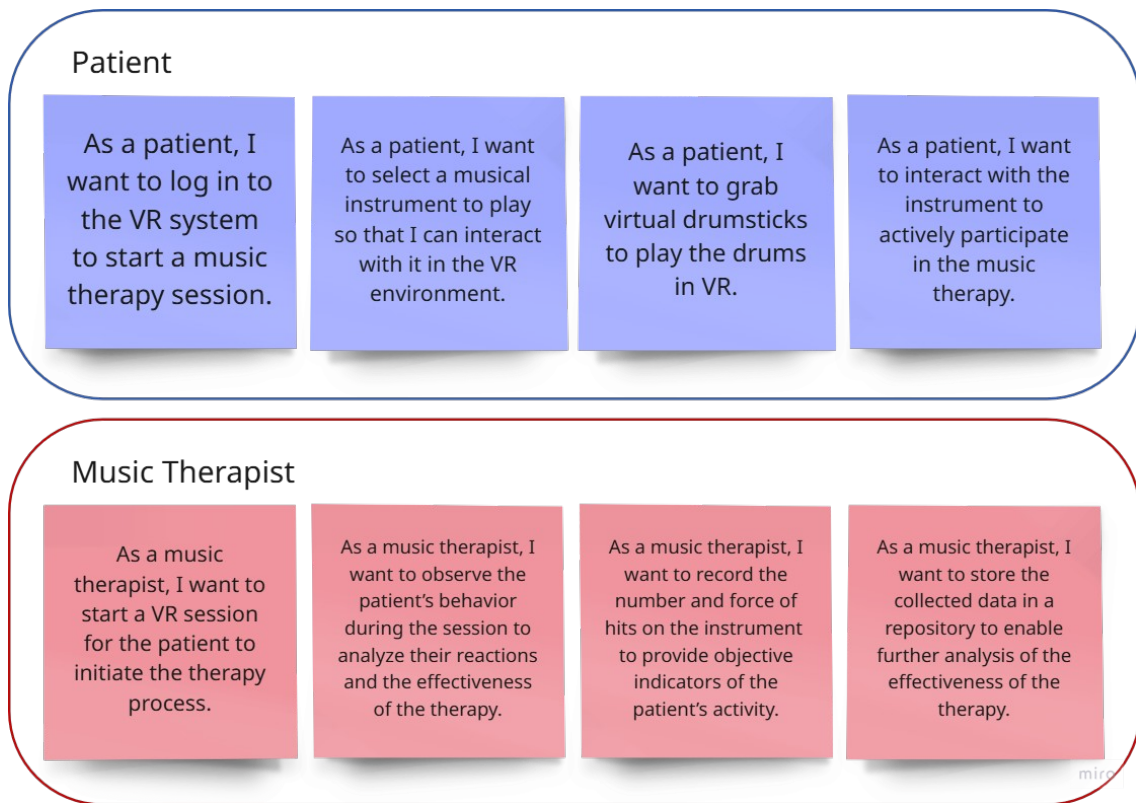 Patient
As a patient, I
want to log in to
the VR system
to start a music
therapy session.
As a patient, I want
to select a musical
instrument to play
so that I can interact
with it in the VR
environment.
As a patient, I
want to grab
virtual drumsticks
to play the drums
in VR.
As a patient, I want
to interact with the
instrument to
actively participate
in the music
therapy.
Music Therapist
As a music
therapist, I want to
start a VR session
for the patient to
initiate the therapy
process.
As a music therapist, I
want to observe the
patient’s behavior
during the session to
analyze their reactions
and the effectiveness
of the therapy.
As a music therapist, I
want to record the
number and force of
hits on the instrument
to provide objective
indicators of the
patient’s activity.
As a music therapist, I
want to store the
collected data in a
repository to enable
further analysis of the
effectiveness of the
therapy.
miro